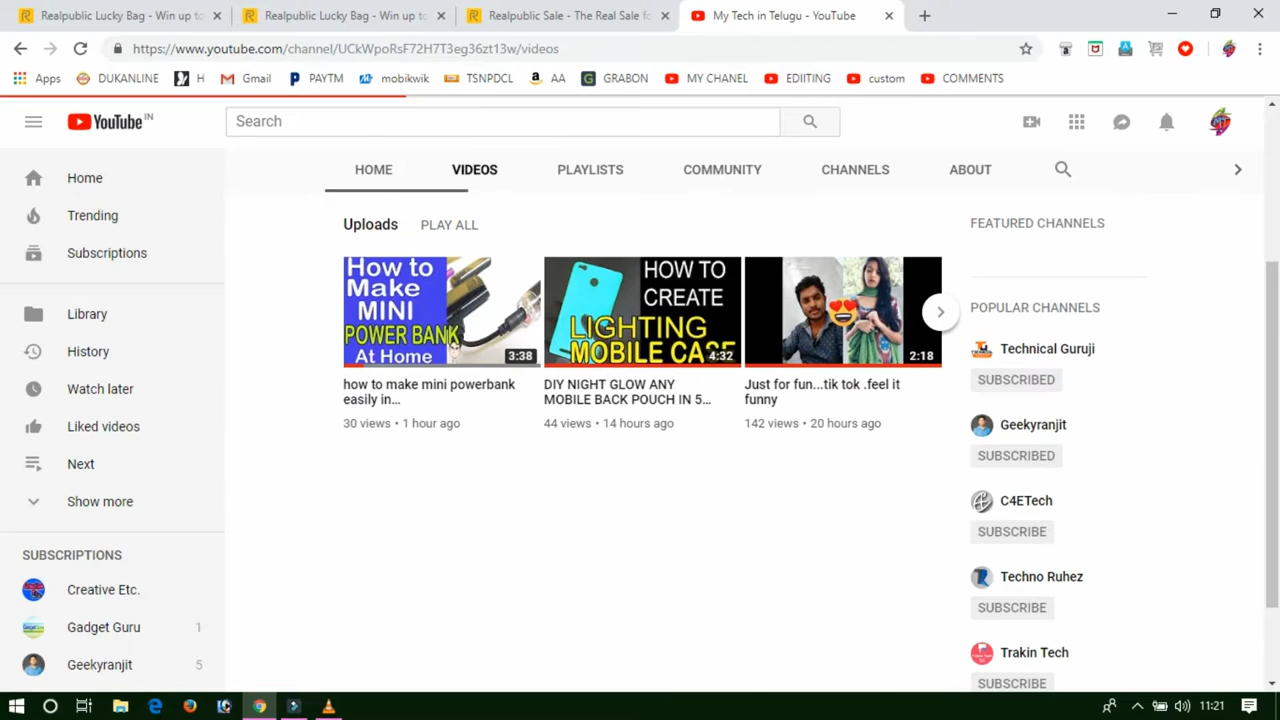 Realpublic Lucky Bag - Win up to
Realpublic Lucky Bag - Win up to
Realpublic Sale - The Real Sale fo
My Tech in Telugu - YouTube
https://www.youtube.com/channel/UCkWpoRsF72H7T3eg36zt13w/videos
Apps
DUKANLINE
H
Gmail
PAYTM
mobikwik
TSNPDCL
AA
GRABON
MY CHANEL
EDIITING
custom
COMMENTS
YouTube IN
Search
HOME
VIDEOS
PLAYLISTS
COMMUNITY
CHANNELS
ABOUT
Home
Trending
Subscriptions
Library
History
Watch later
Liked videos
Next
Show more
SUBSCRIPTIONS
Creative Etc.
Gadget Guru 1
Geekyranjit 5
Uploads PLAY ALL
How to
Make
MINI
POWER BANK
At Home
3:38
how to make mini powerbank
easily in...
30 views • 1 hour ago
HOW TO
CREATE
LIGHTING
MOBILE CASE
4:32
DIY NIGHT GLOW ANY
MOBILE BACK POUCH IN 5...
44 views • 14 hours ago
2:18
Just for fun...tik tok .feel it
funny
142 views • 20 hours ago
FEATURED CHANNELS
POPULAR CHANNELS
Technical Guruji
SUBSCRIBED
Geekyranjit
SUBSCRIBED
C4ETech
SUBSCRIBE
Techno Ruhez
SUBSCRIBE
Trakin Tech
SUBSCRIBE
11:21